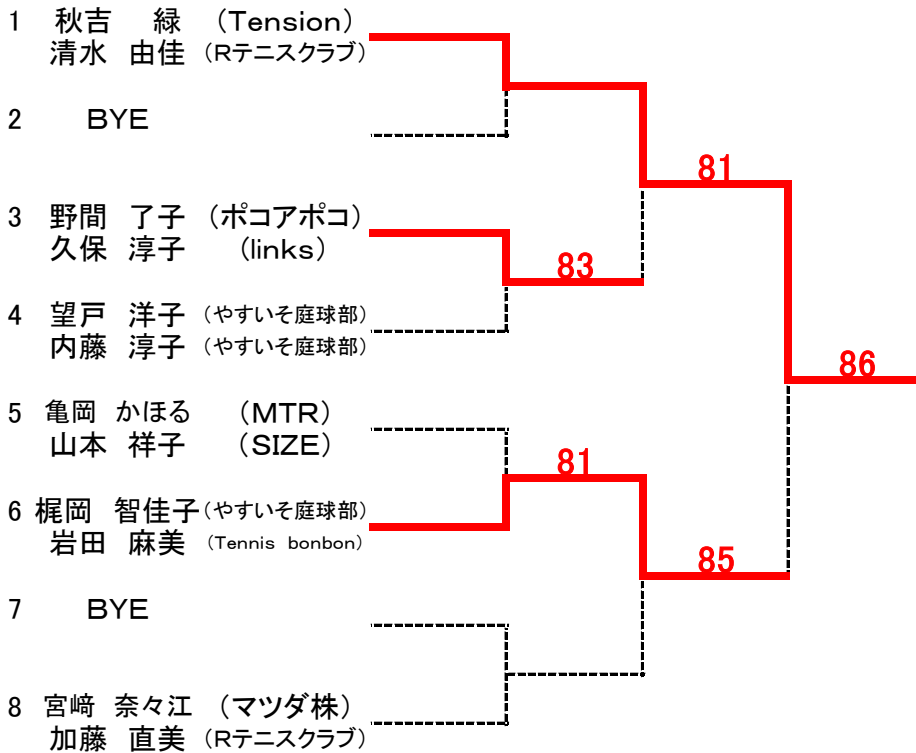 1 秋吉 緑 (Tension)
清水 由佳 (Rテニスクラブ)
2 BYE
81
3 野間 了子 (ポコアポコ)
久保 淳子 (links)
83
4 望戸 洋子 (やすいそ庭球部)
内藤 淳子 (やすいそ庭球部)
86
5 亀岡 かほる (MTR)
山本 祥子 (SIZE)
81
6 梶岡 智佳子 (やすいそ庭球部)
岩田 麻美 (Tennis bonbon)
85
7 BYE
8 宮﨑 奈々江 (マツダ株)
加藤 直美 (Rテニスクラブ)